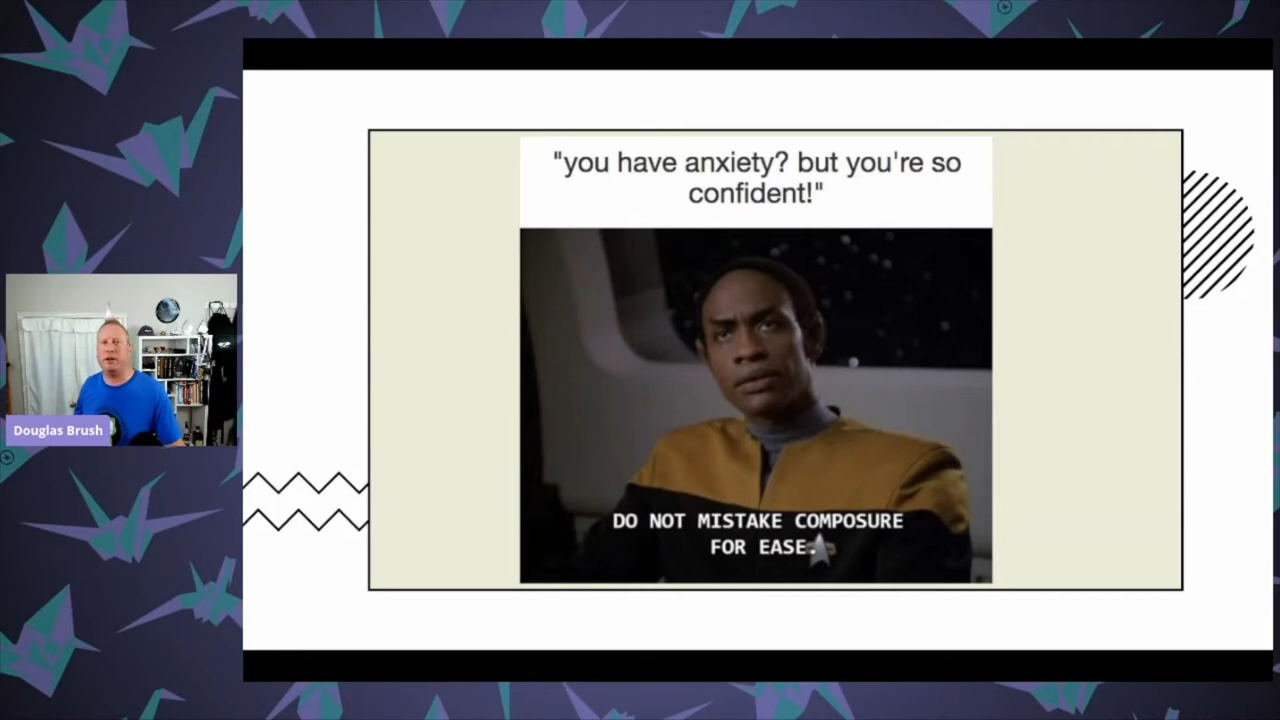 "you have anxiety? but you're so
confident!"
Douglas Brush
DO NOT MISTAKE COMPOSURE
FOR EASE.